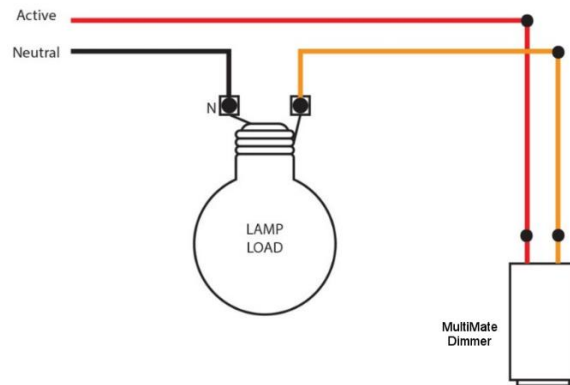 Active
Neutral
N
LAMP
LOAD
MultiMate
Dimmer